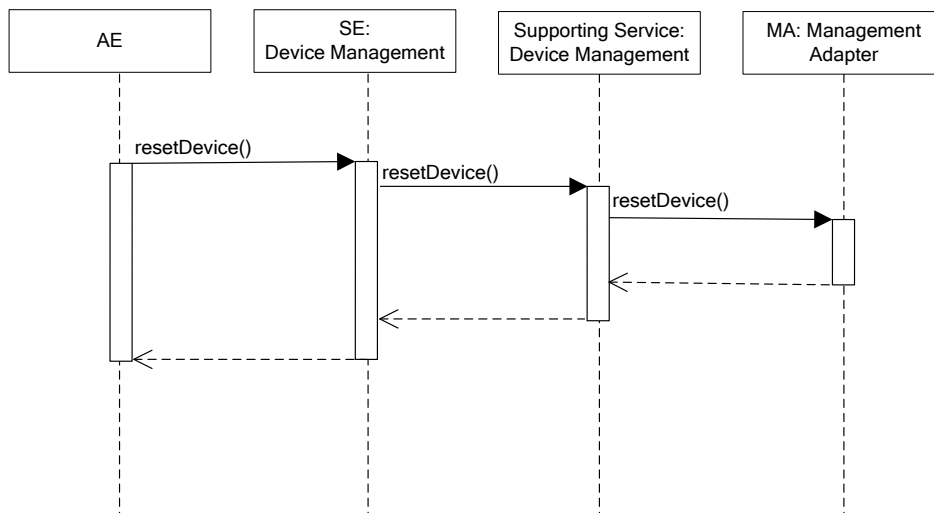 AE
SE:
Device Management
Supporting Service:
Device Management
MA: Management
Adapter
resetDevice()
resetDevice()
resetDevice()